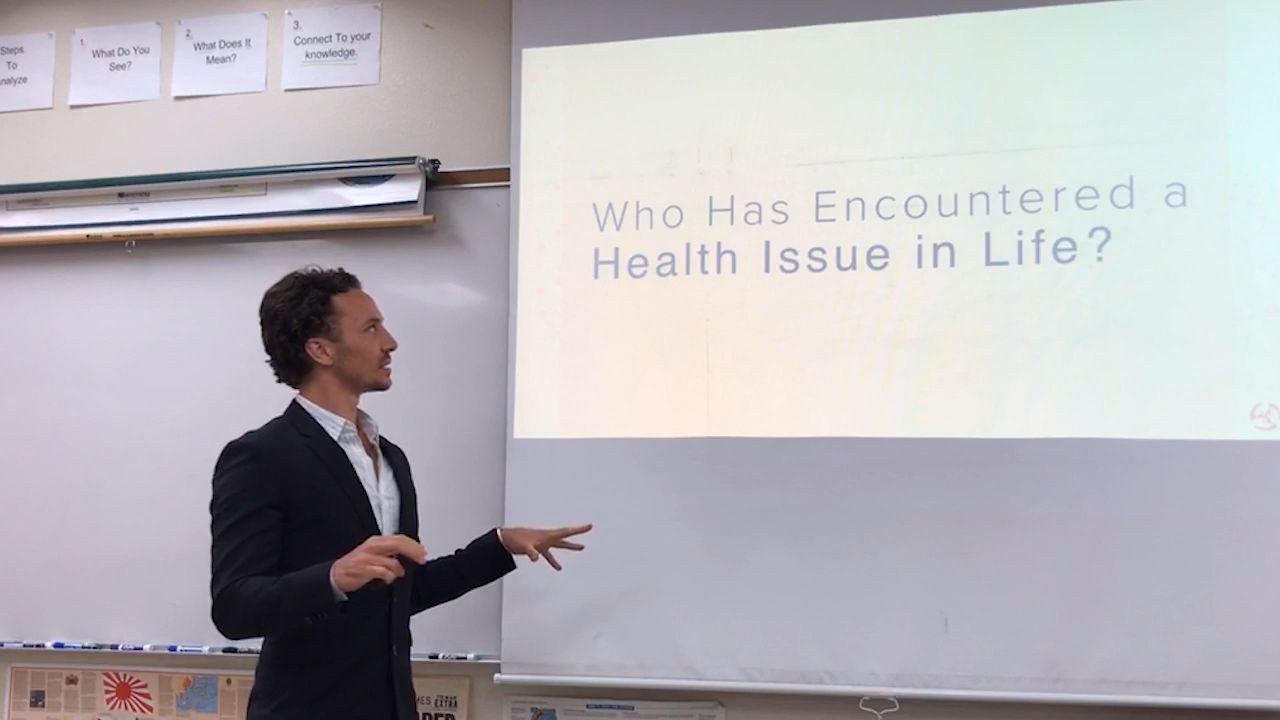 Steps
To
1.
What Do You
See?
2.
What Does It
Mean?
3.
Connect To your
knowledge.
Who Has Encountered a
Health Issue in Life?
EXTRA